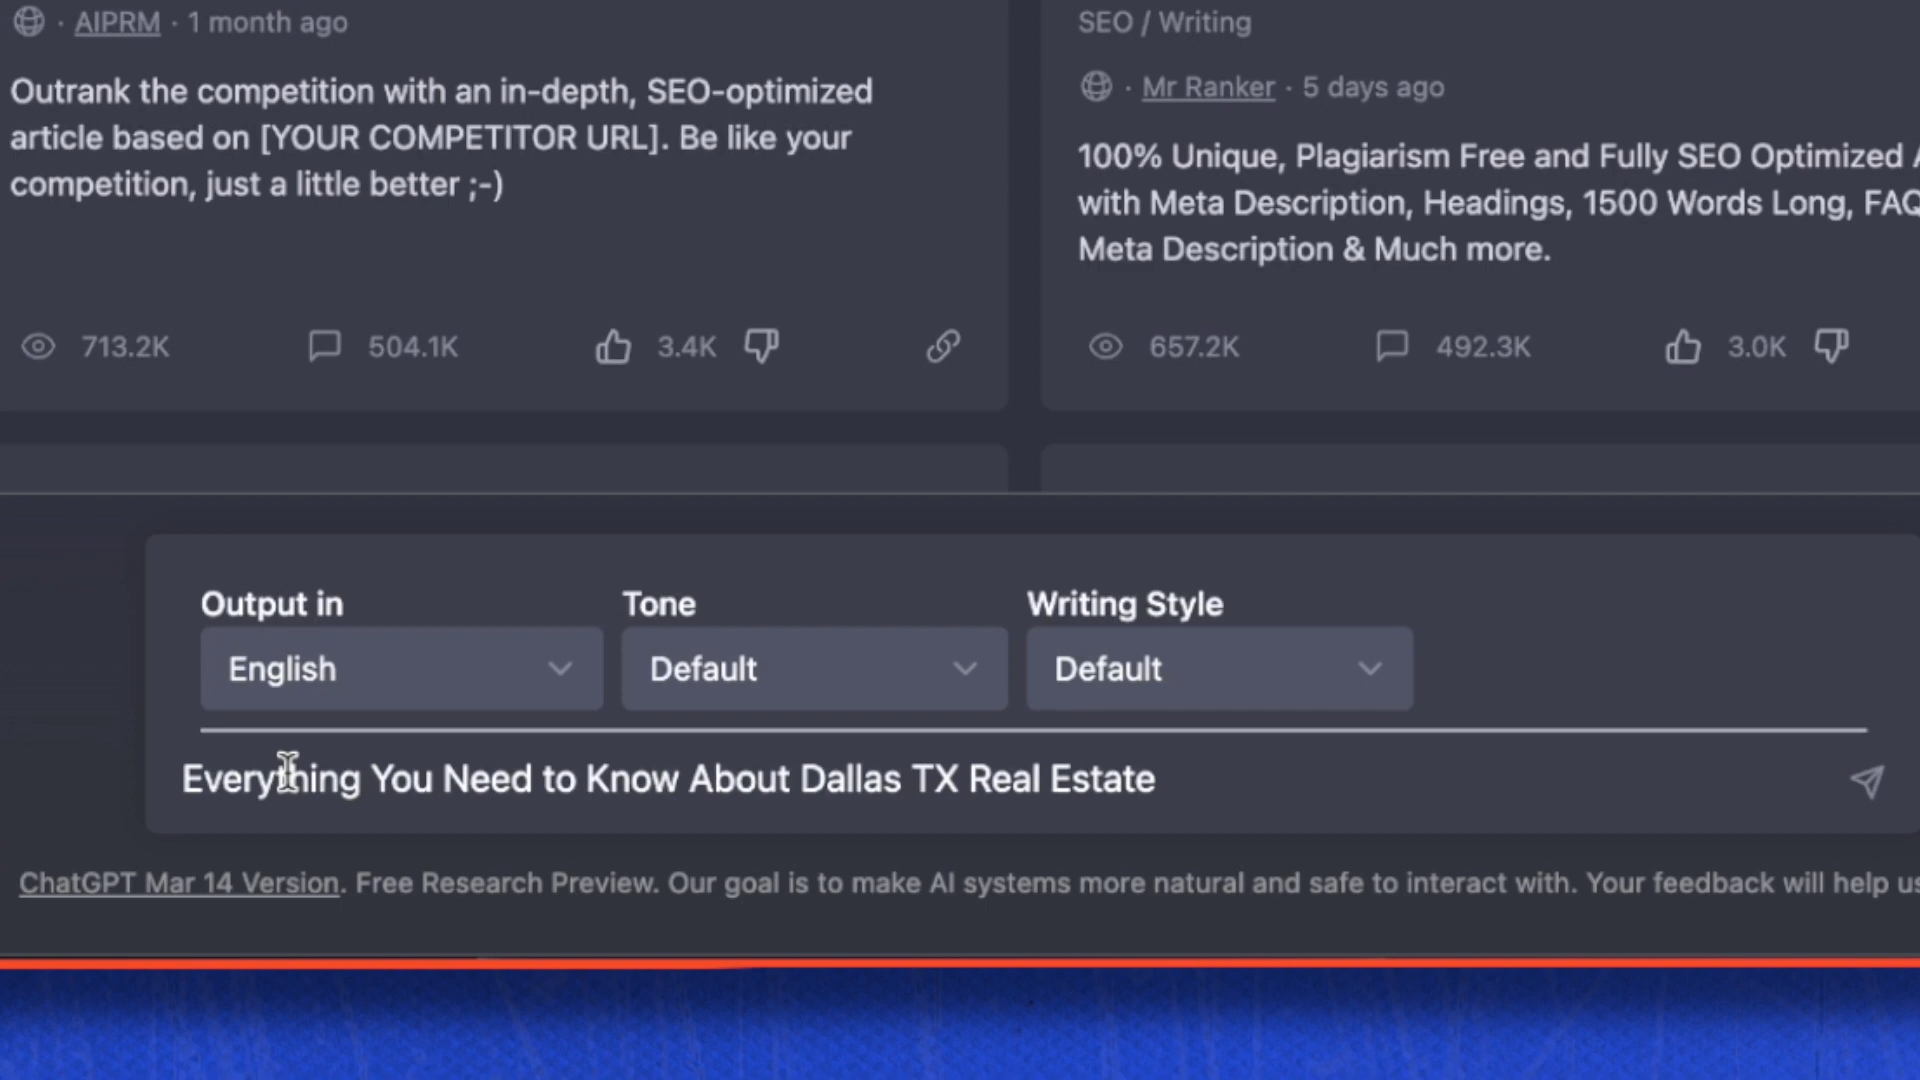 · AIPRM · 1 month ago
Outrank the competition with an in-depth, SEO-optimized
article based on [YOUR COMPETITOR URL]. Be like your
competition, just a little better ;-)
713.2K 504.1K 3.4K
SEO / Writing
· Mr Ranker · 5 days ago
100% Unique, Plagiarism Free and Fully SEO Optimized
with Meta Description, Headings, 1500 Words Long, FAQ
Meta Description & Much more.
657.2K 492.3K 3.0K
Output in Tone Writing Style
English Default Default
Everything You Need to Know About Dallas TX Real Estate
ChatGPT Mar 14 Version. Free Research Preview. Our goal is to make AI systems more natural and safe to interact with. Your feedback will help us